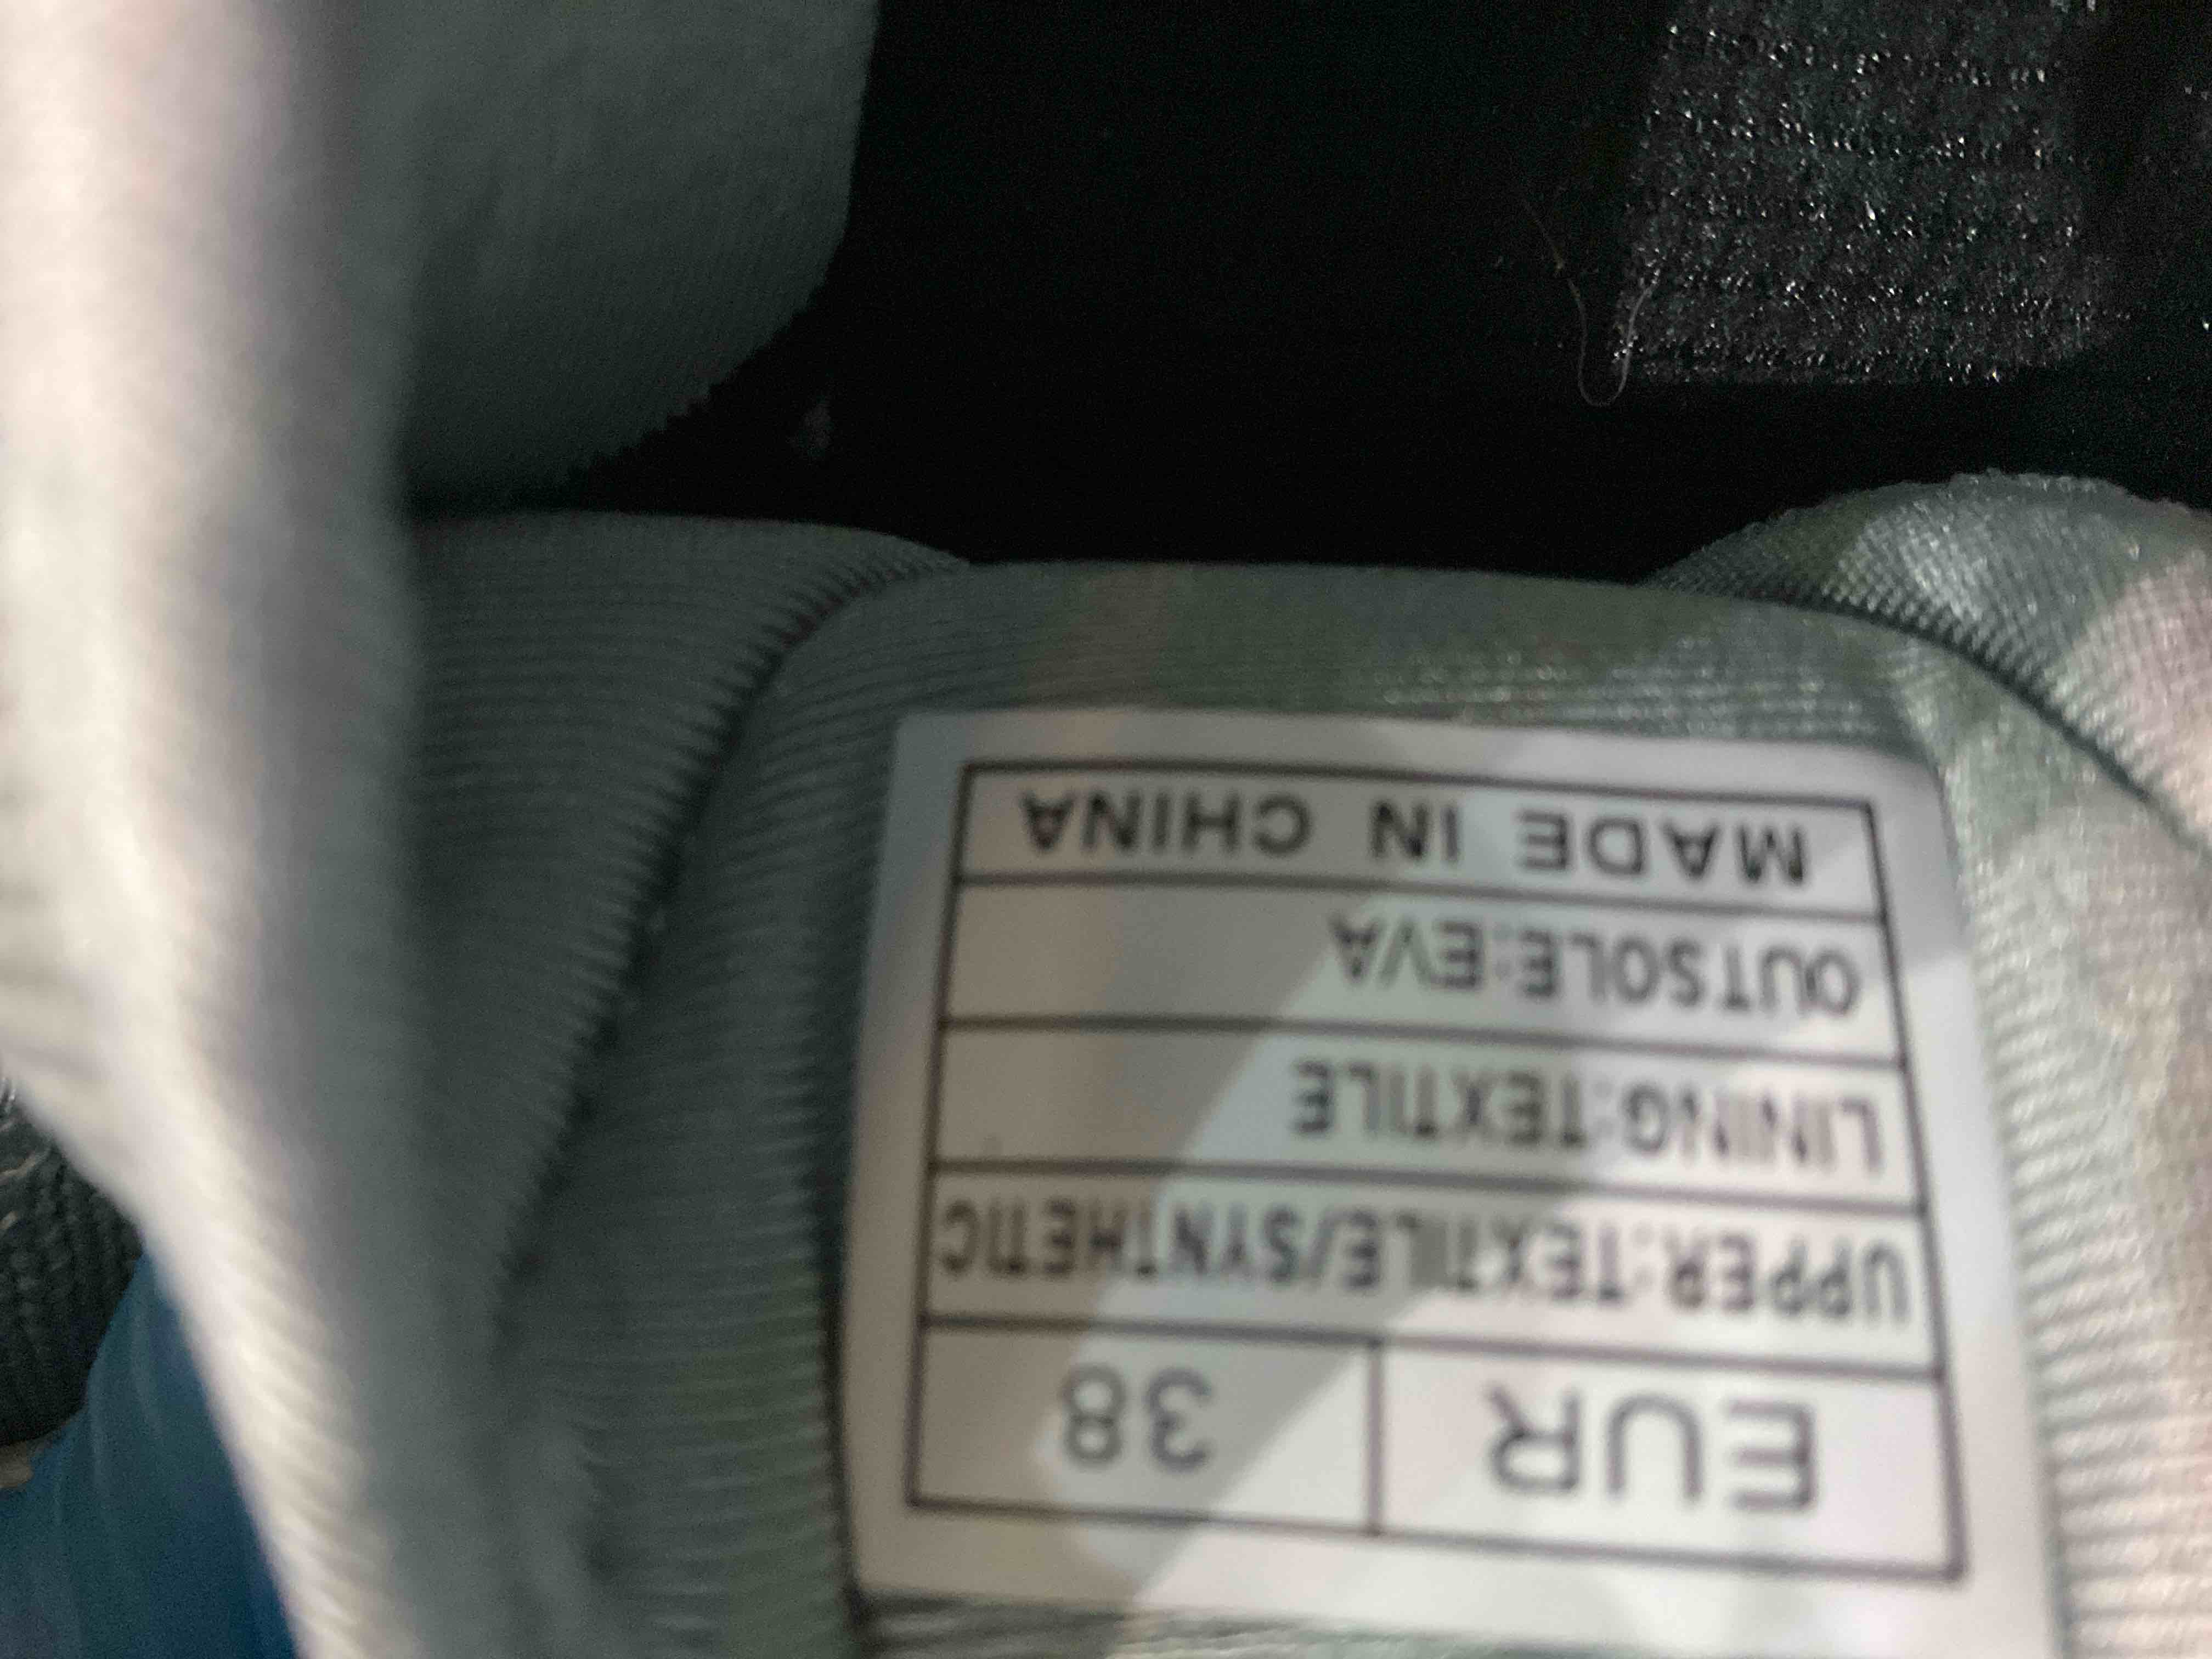 EUR 38
UPPER:TEXTILE/SYNTHETIC
LINING:TEXTILE
OUTSOLE:EVA
MADE IN CHINA